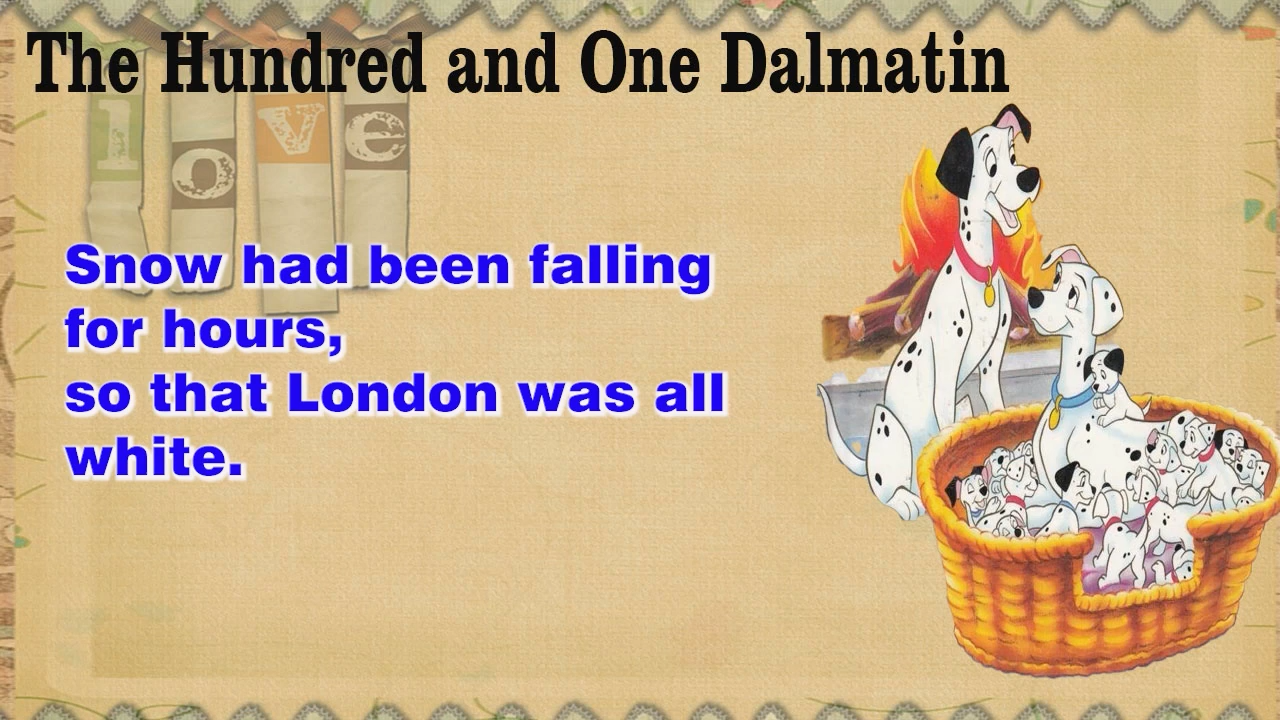 The Hundred and One Dalmatin
love
Snow had been falling
for hours,
so that London was all
white.